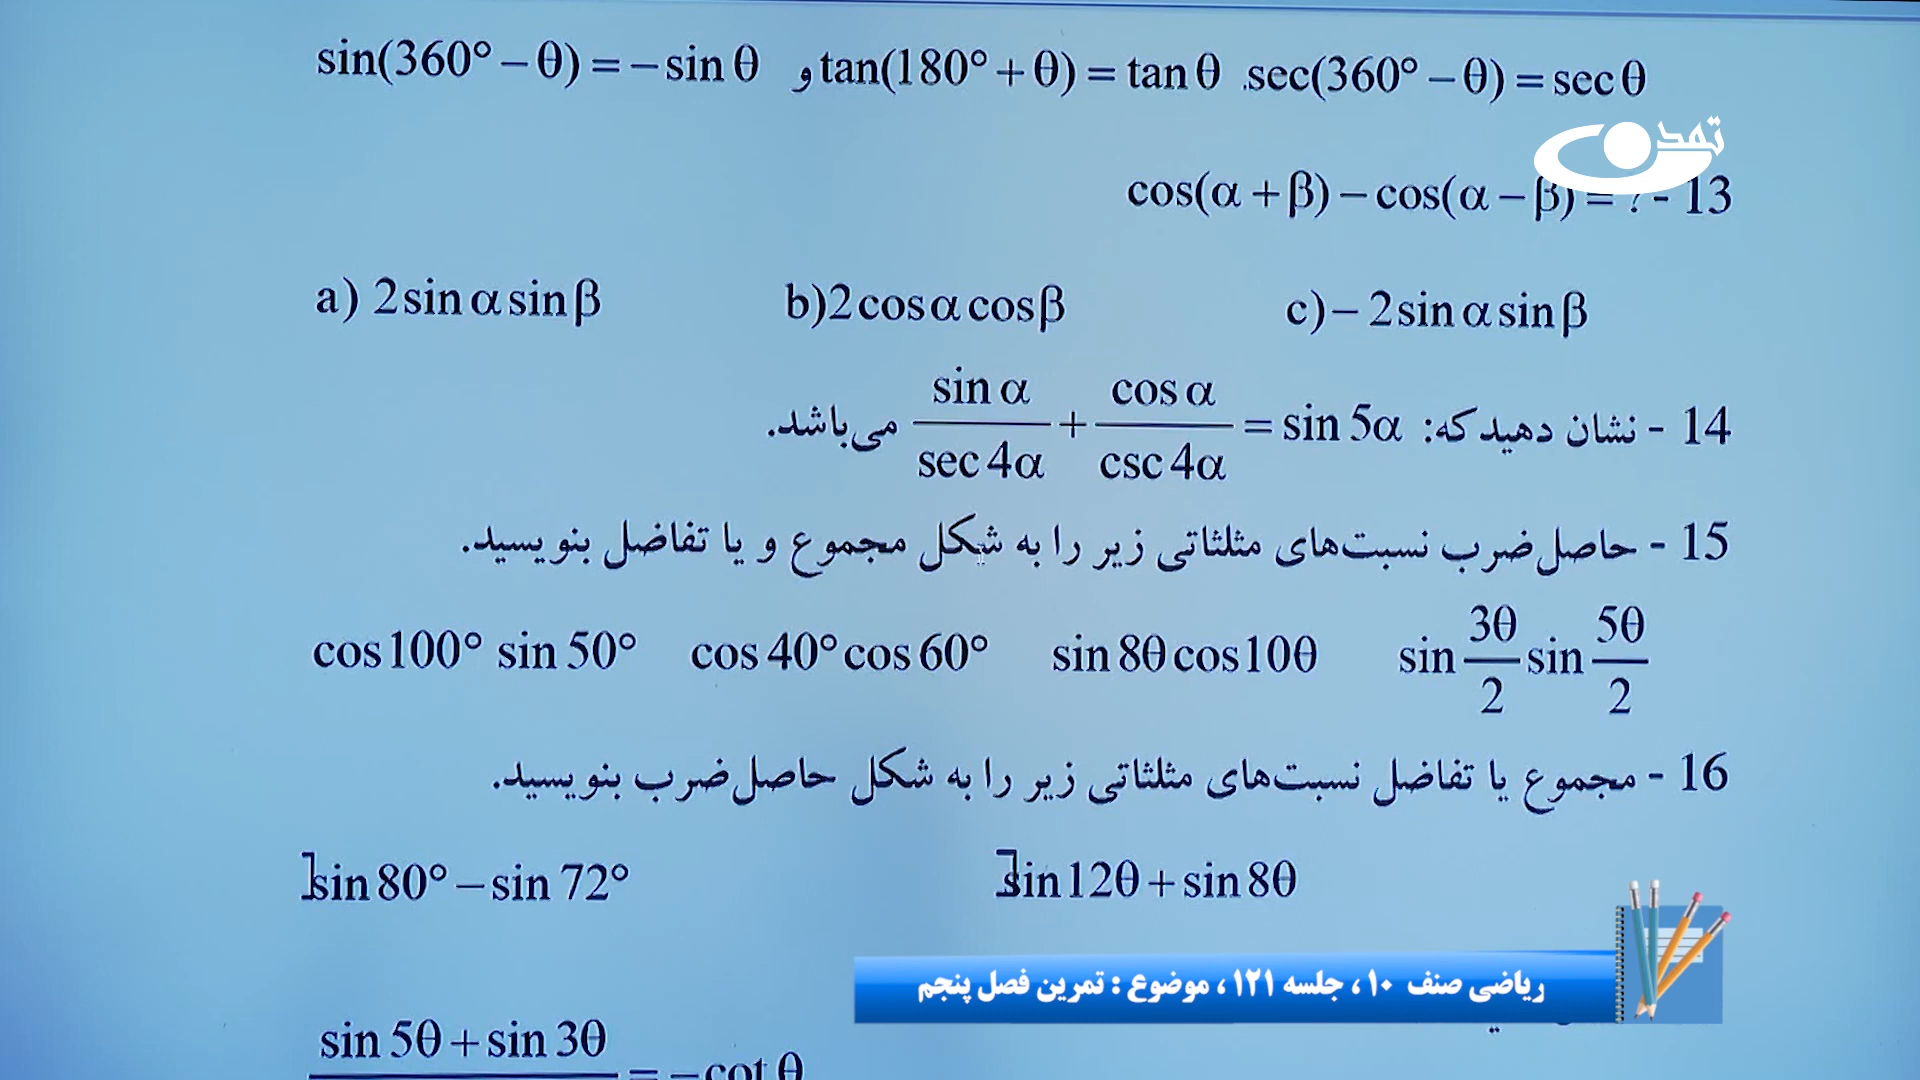 sin(360° – θ) = – sin θ و tan(180° + θ) = tan θ .sec(360° – θ) = sec θ
تمدن
13 - cos(α + β) – cos(α – β) = ?
a) 2 sin α sin β b)2 cos α cos β c) – 2 sin α sin β
14 - نشان دهید که: sin α / sec 4α + cos α / csc 4α = sin 5α می‌باشد.
15 - حاصل‌ضرب نسبت‌های مثلثاتی زیر را به شکل مجموع و یا تفاضل بنویسید.
cos 100° sin 50° cos 40° cos 60° sin 8θ cos 10θ sin 3θ/2 sin 5θ/2
16 - مجموع یا تفاضل نسبت‌های مثلثاتی زیر را به شکل حاصل‌ضرب بنویسید.
sin 80° – sin 72° sin 12θ + sin 8θ
ریاضی صنف ۱۰، جلسه ۱۲۱، موضوع : تمرین فصل پنجم
sin 5θ + sin 3θ = – cot θ